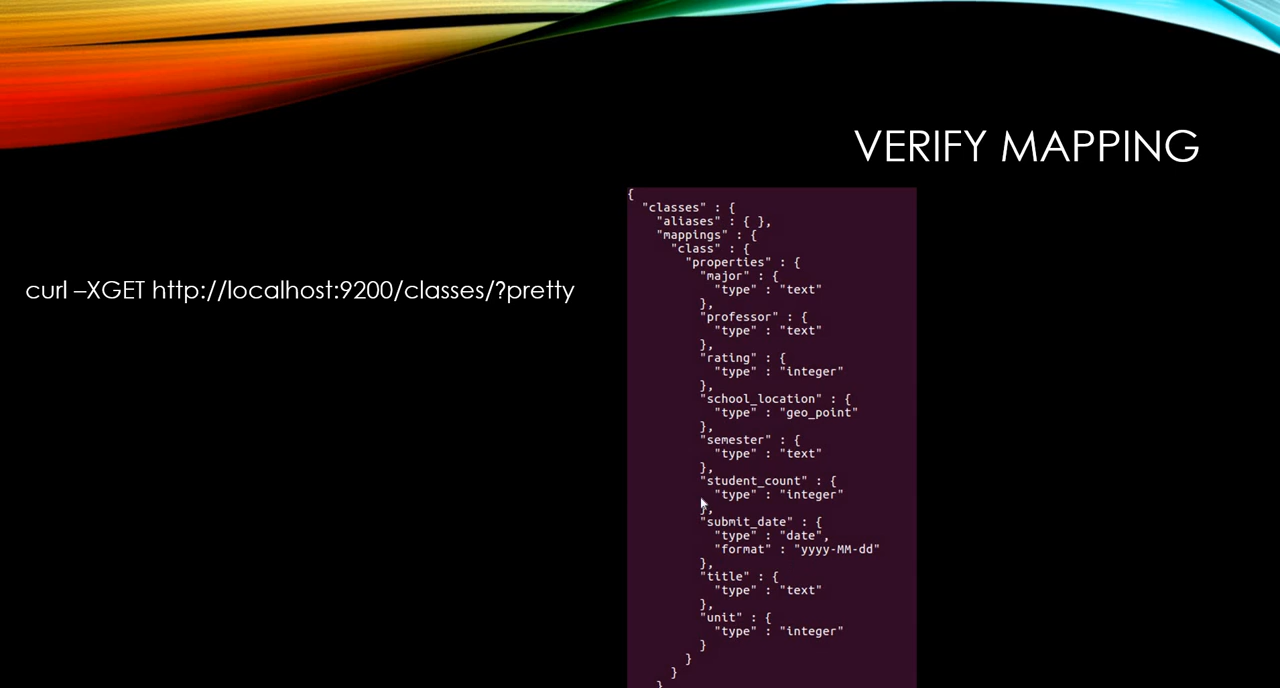 VERIFY MAPPING
curl –XGET http://localhost:9200/classes/?pretty
{
"classes" : {
"aliases" : { },
"mappings" : {
"class" : {
"properties" : {
"major" : {
"type" : "text"
},
"professor" : {
"type" : "text"
},
"rating" : {
"type" : "integer"
},
"school_location" : {
"type" : "geo_point"
},
"semester" : {
"type" : "text"
},
"student_count" : {
"type" : "integer"
},
"submit_date" : {
"type" : "date",
"format" : "yyyy-MM-dd"
},
"title" : {
"type" : "text"
},
"unit" : {
"type" : "integer"
}
}
}
}